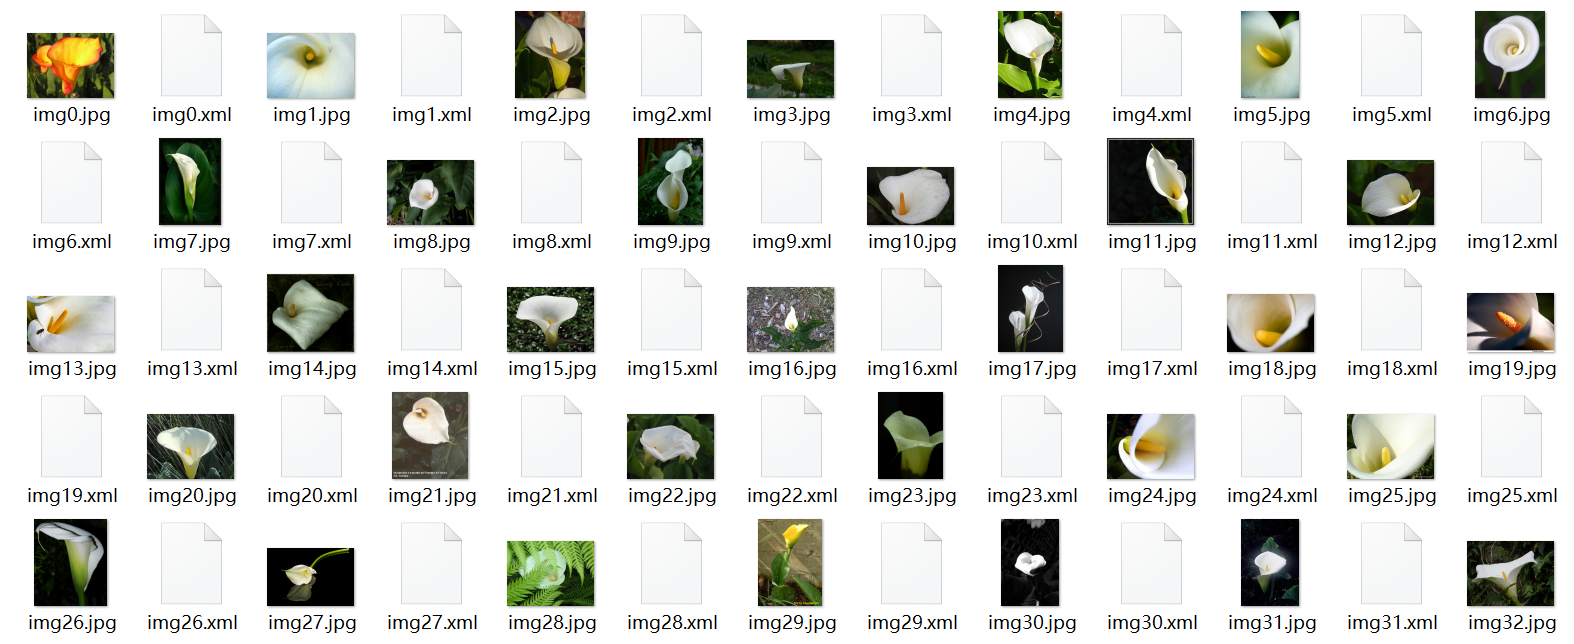 img0.jpg img0.xml img1.jpg img1.xml img2.jpg img2.xml img3.jpg img3.xml img4.jpg img4.xml img5.jpg img5.xml img6.jpg
img6.xml img7.jpg img7.xml img8.jpg img8.xml img9.jpg img9.xml img10.jpg img10.xml img11.jpg img11.xml img12.jpg img12.xml
img13.jpg img13.xml img14.jpg img14.xml img15.jpg img15.xml img16.jpg img16.xml img17.jpg img17.xml img18.jpg img18.xml img19.jpg
img19.xml img20.jpg img20.xml img21.jpg img21.xml img22.jpg img22.xml img23.jpg img23.xml img24.jpg img24.xml img25.jpg img25.xml
img26.jpg img26.xml img27.jpg img27.xml img28.jpg img28.xml img29.jpg img29.xml img30.jpg img30.xml img31.jpg img31.xml img32.jpg